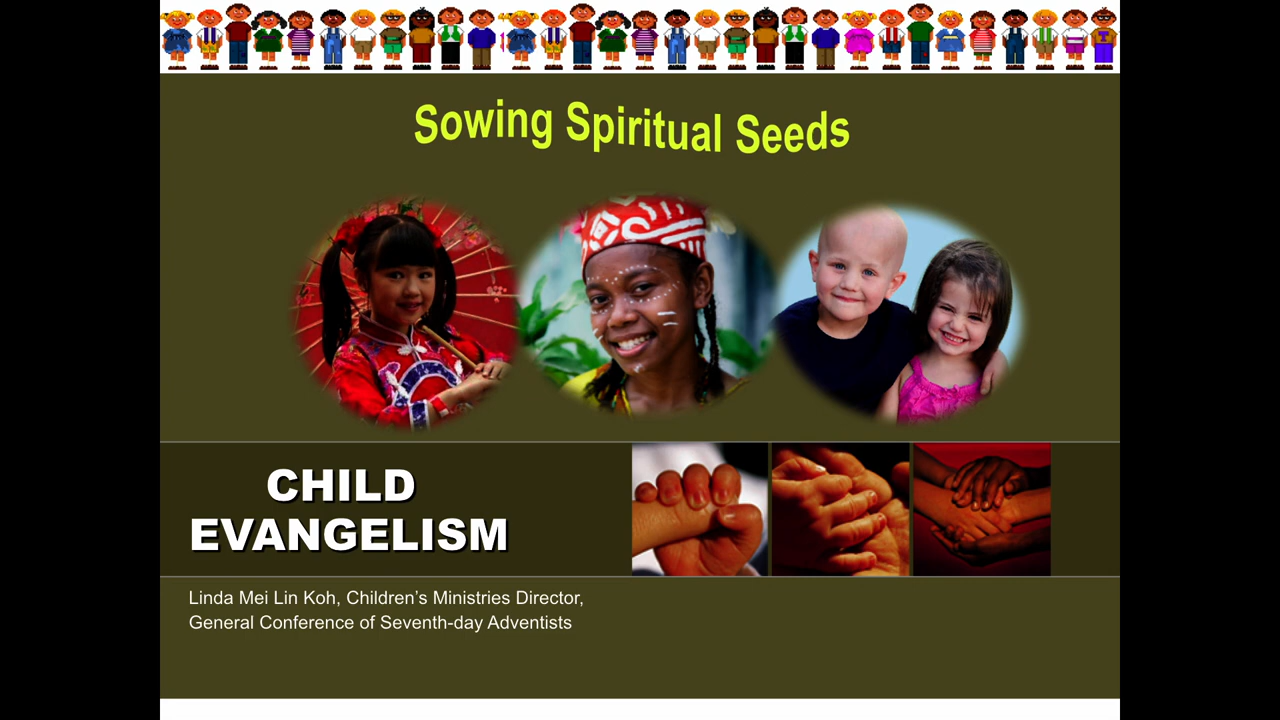 Sowing Spiritual Seeds
CHILD
EVANGELISM
Linda Mei Lin Koh, Children’s Ministries Director,
General Conference of Seventh-day Adventists